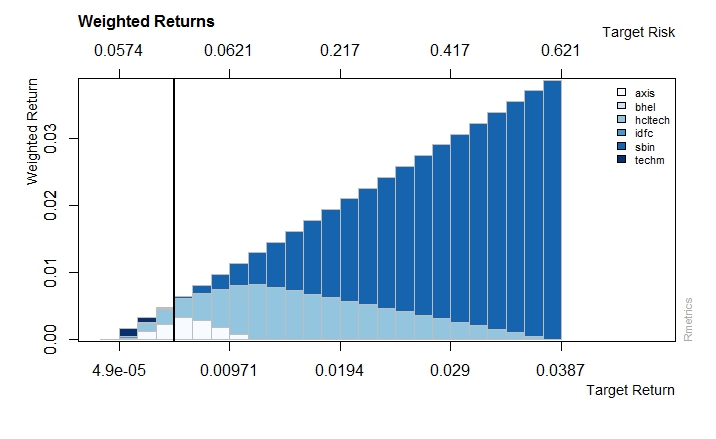 Weighted Returns
Target Risk
0.0574 0.0621 0.217 0.417 0.621
Weighted Return
0.00 0.01 0.02 0.03
axis
bhel
hcltech
idfc
sbin
techm
Rmetrics
4.9e-05 0.00971 0.0194 0.029 0.0387
Target Return